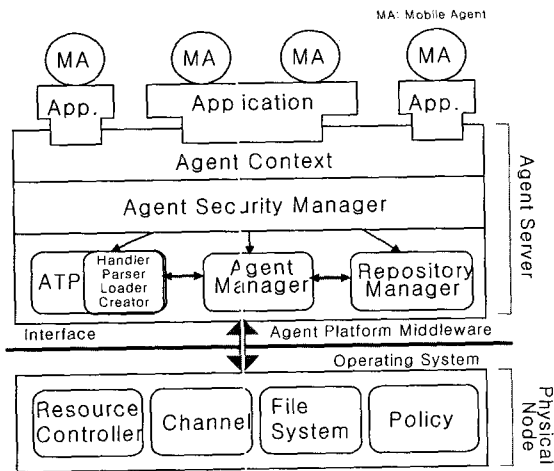 MA: Mobile Agent
MA
MA
MA
MA
App.
Application
App.
Agent Context
Agent Security Manager
Agent Server
ATP
Handler
Parser
Loader
Creator
Agent
Manager
Repository
Manager
Interface
Agent Platform Middleware
Operating System
Resource
Controller
Channel
File
System
Policy
Physical
Node